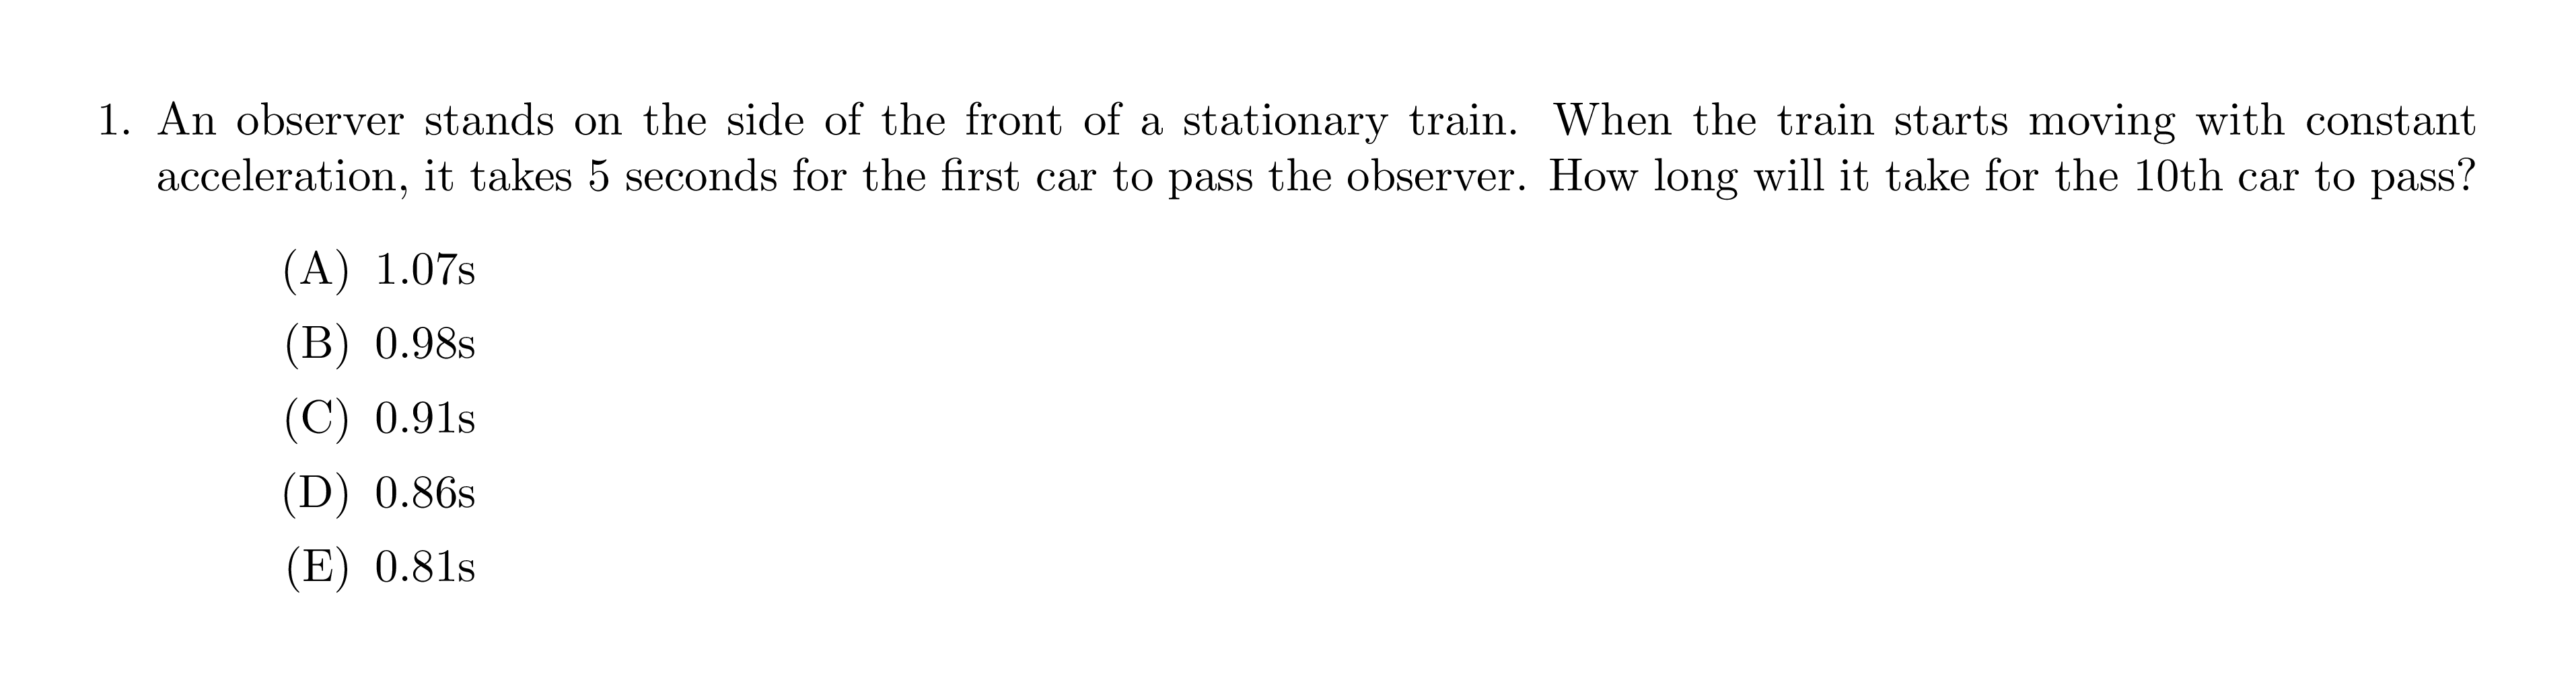 1. An observer stands on the side of the front of a stationary train. When the train starts moving with constant
acceleration, it takes 5 seconds for the first car to pass the observer. How long will it take for the 10th car to pass?
(A) 1.07s
(B) 0.98s
(C) 0.91s
(D) 0.86s
(E) 0.81s